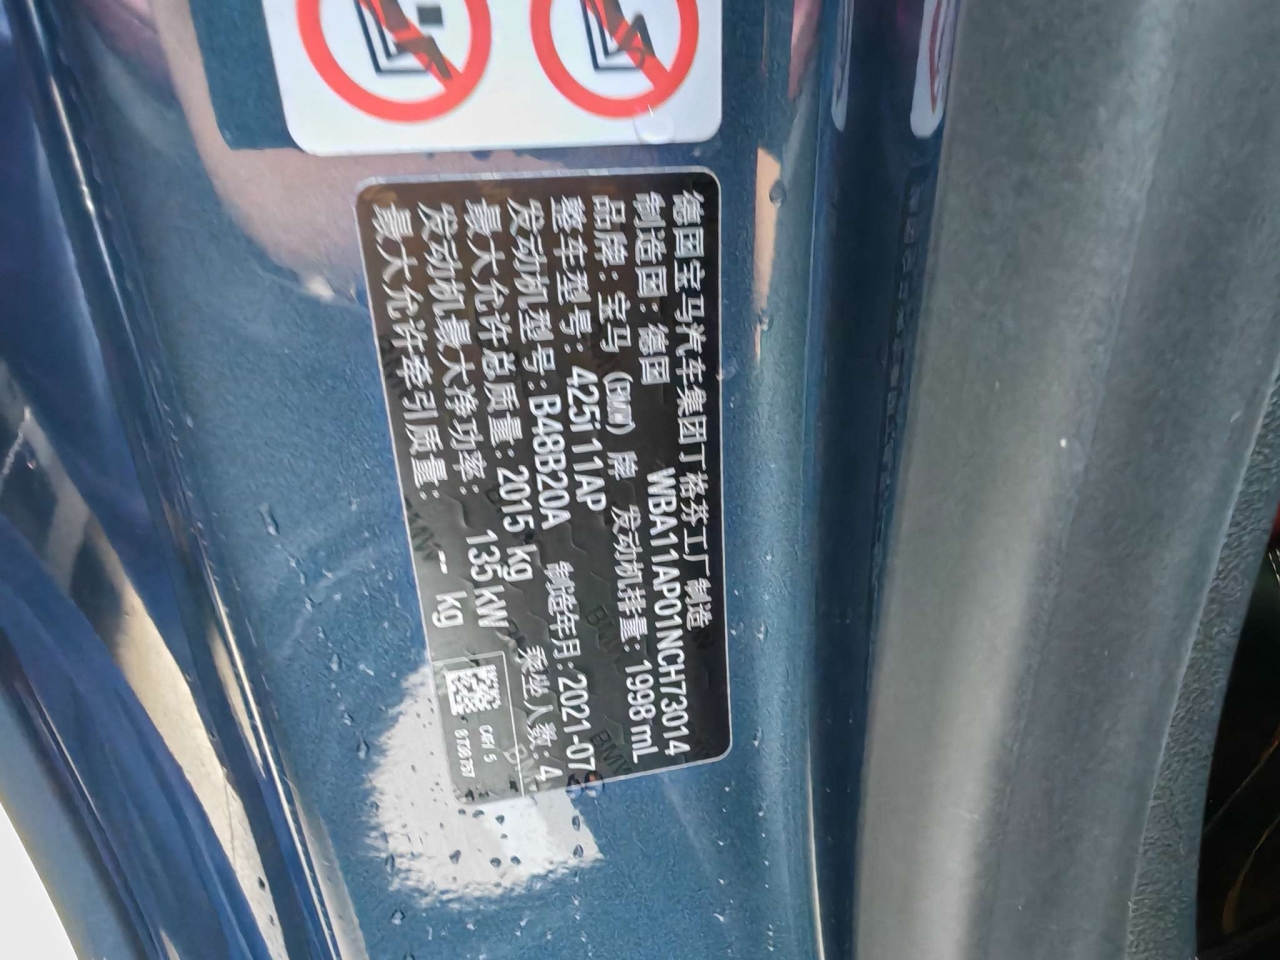 德国宝马汽车集团丁格芬工厂制造
制造国：德国 WBA11AP01NCH73014
品牌：宝马（BMW）牌 发动机排量：1998 mL
整车型号：425i 11AP 制造年月：2021-07
发动机型号：B48B20A 乘坐人数：4
最大允许总质量：2015 kg
发动机最大净功率：135 kW
最大允许牵引质量：- kg